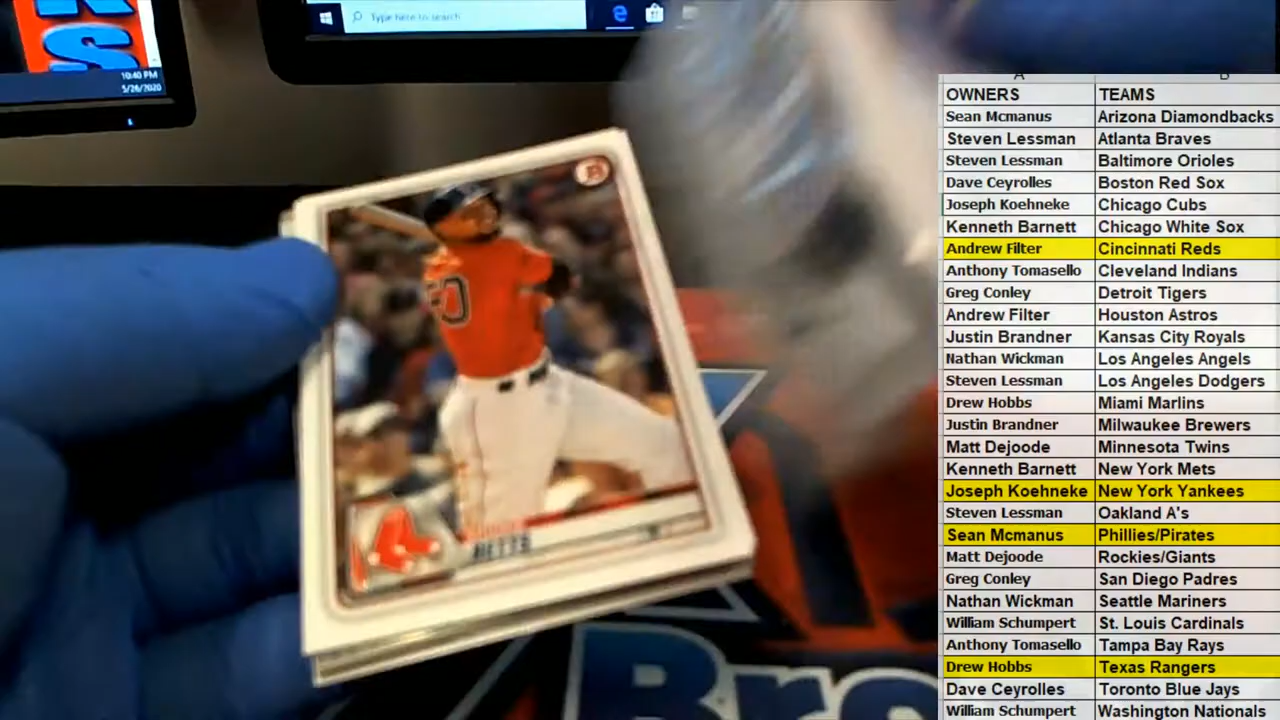 Type here to search
10:40 PM
5/26/2020
S
50
BETTS
B
Bre
A
B
OWNERS TEAMS
Sean Mcmanus Arizona Diamondbacks
Steven Lessman Atlanta Braves
Steven Lessman Baltimore Orioles
Dave Ceyrolles Boston Red Sox
Joseph Koehneke Chicago Cubs
Kenneth Barnett Chicago White Sox
Andrew Filter Cincinnati Reds
Anthony Tomasello Cleveland Indians
Greg Conley Detroit Tigers
Andrew Filter Houston Astros
Justin Brandner Kansas City Royals
Nathan Wickman Los Angeles Angels
Steven Lessman Los Angeles Dodgers
Drew Hobbs Miami Marlins
Justin Brandner Milwaukee Brewers
Matt Dejoode Minnesota Twins
Kenneth Barnett New York Mets
Joseph Koehneke New York Yankees
Steven Lessman Oakland A's
Sean Mcmanus Phillies/Pirates
Matt Dejoode Rockies/Giants
Greg Conley San Diego Padres
Nathan Wickman Seattle Mariners
William Schumpert St. Louis Cardinals
Anthony Tomasello Tampa Bay Rays
Drew Hobbs Texas Rangers
Dave Ceyrolles Toronto Blue Jays
William Schumpert Washington Nationals